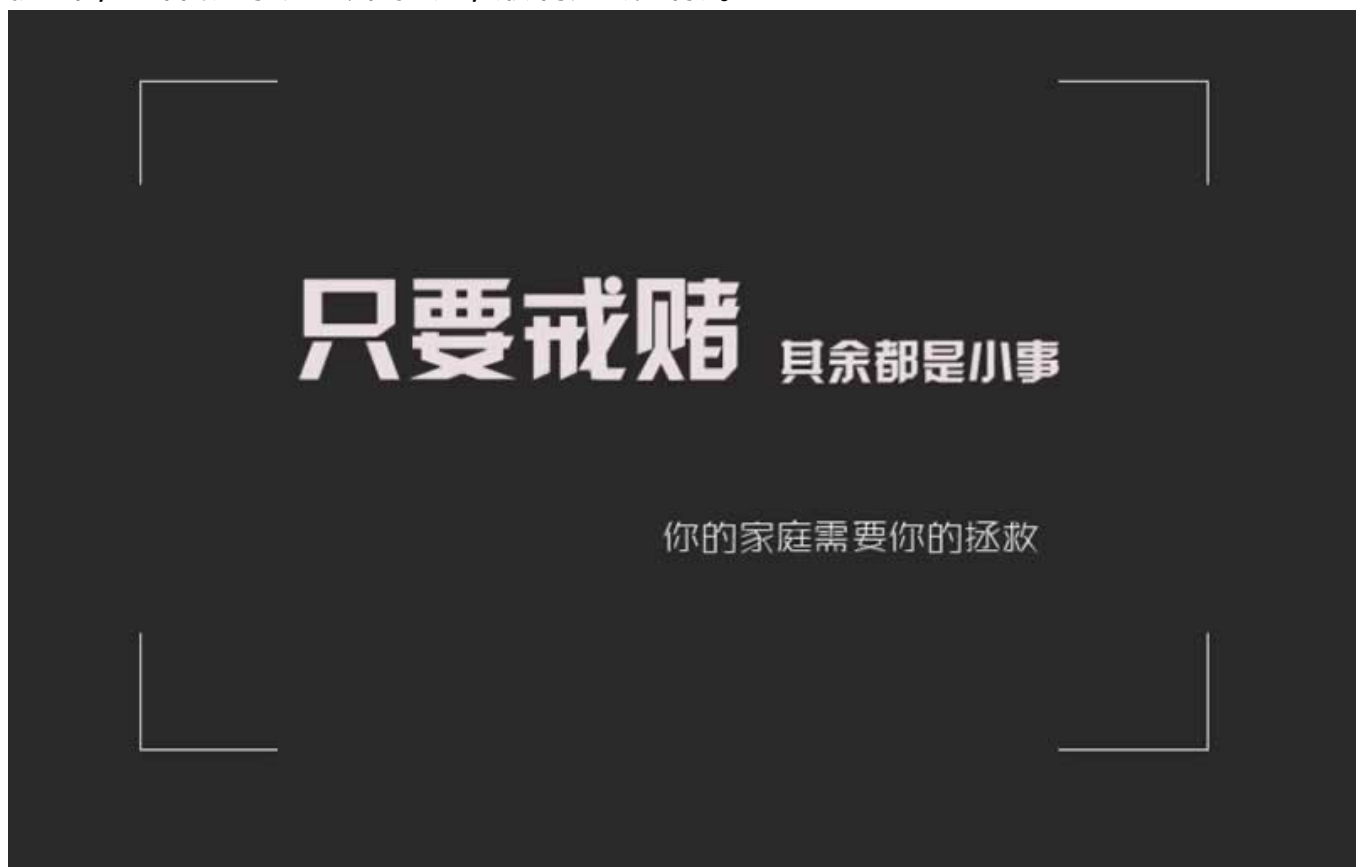 只要戒赌 其余都是小事
你的家庭需要你的拯救